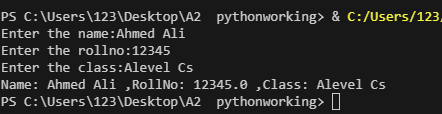 PS C:\Users\123\Desktop\A2  pythonworking> & C:/Users/123/
Enter the name:Ahmed Ali
Enter the rollno:12345
Enter the class:Alevel Cs
Name: Ahmed Ali ,RollNo: 12345.0 ,Class: Alevel Cs
PS C:\Users\123\Desktop\A2  pythonworking>